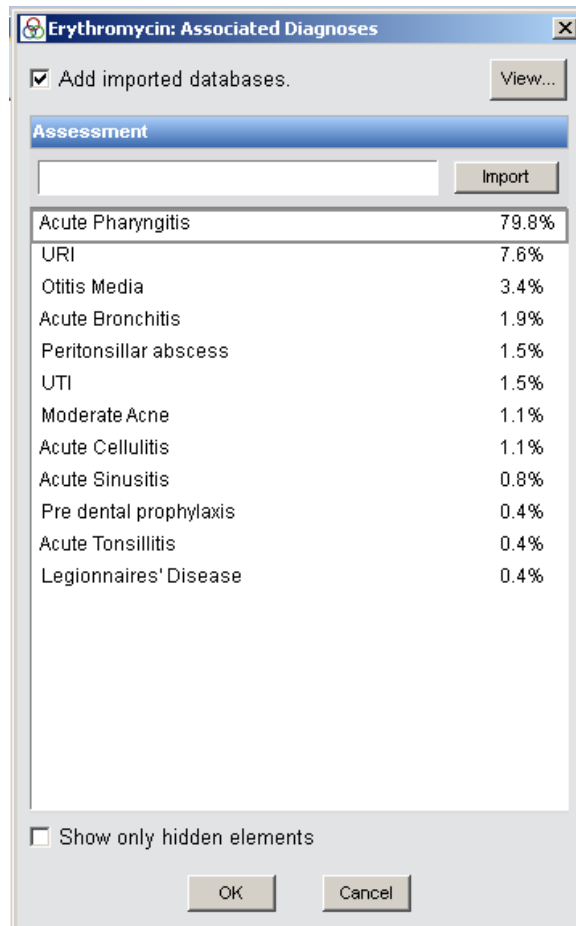 Erythromycin: Associated Diagnoses
Add imported databases.
View...
Assessment
Import
Acute Pharyngitis 79.8%
URI 7.6%
Otitis Media 3.4%
Acute Bronchitis 1.9%
Peritonsillar abscess 1.5%
UTI 1.5%
Moderate Acne 1.1%
Acute Cellulitis 1.1%
Acute Sinusitis 0.8%
Pre dental prophylaxis 0.4%
Acute Tonsillitis 0.4%
Legionnaires' Disease 0.4%
Show only hidden elements
OK Cancel